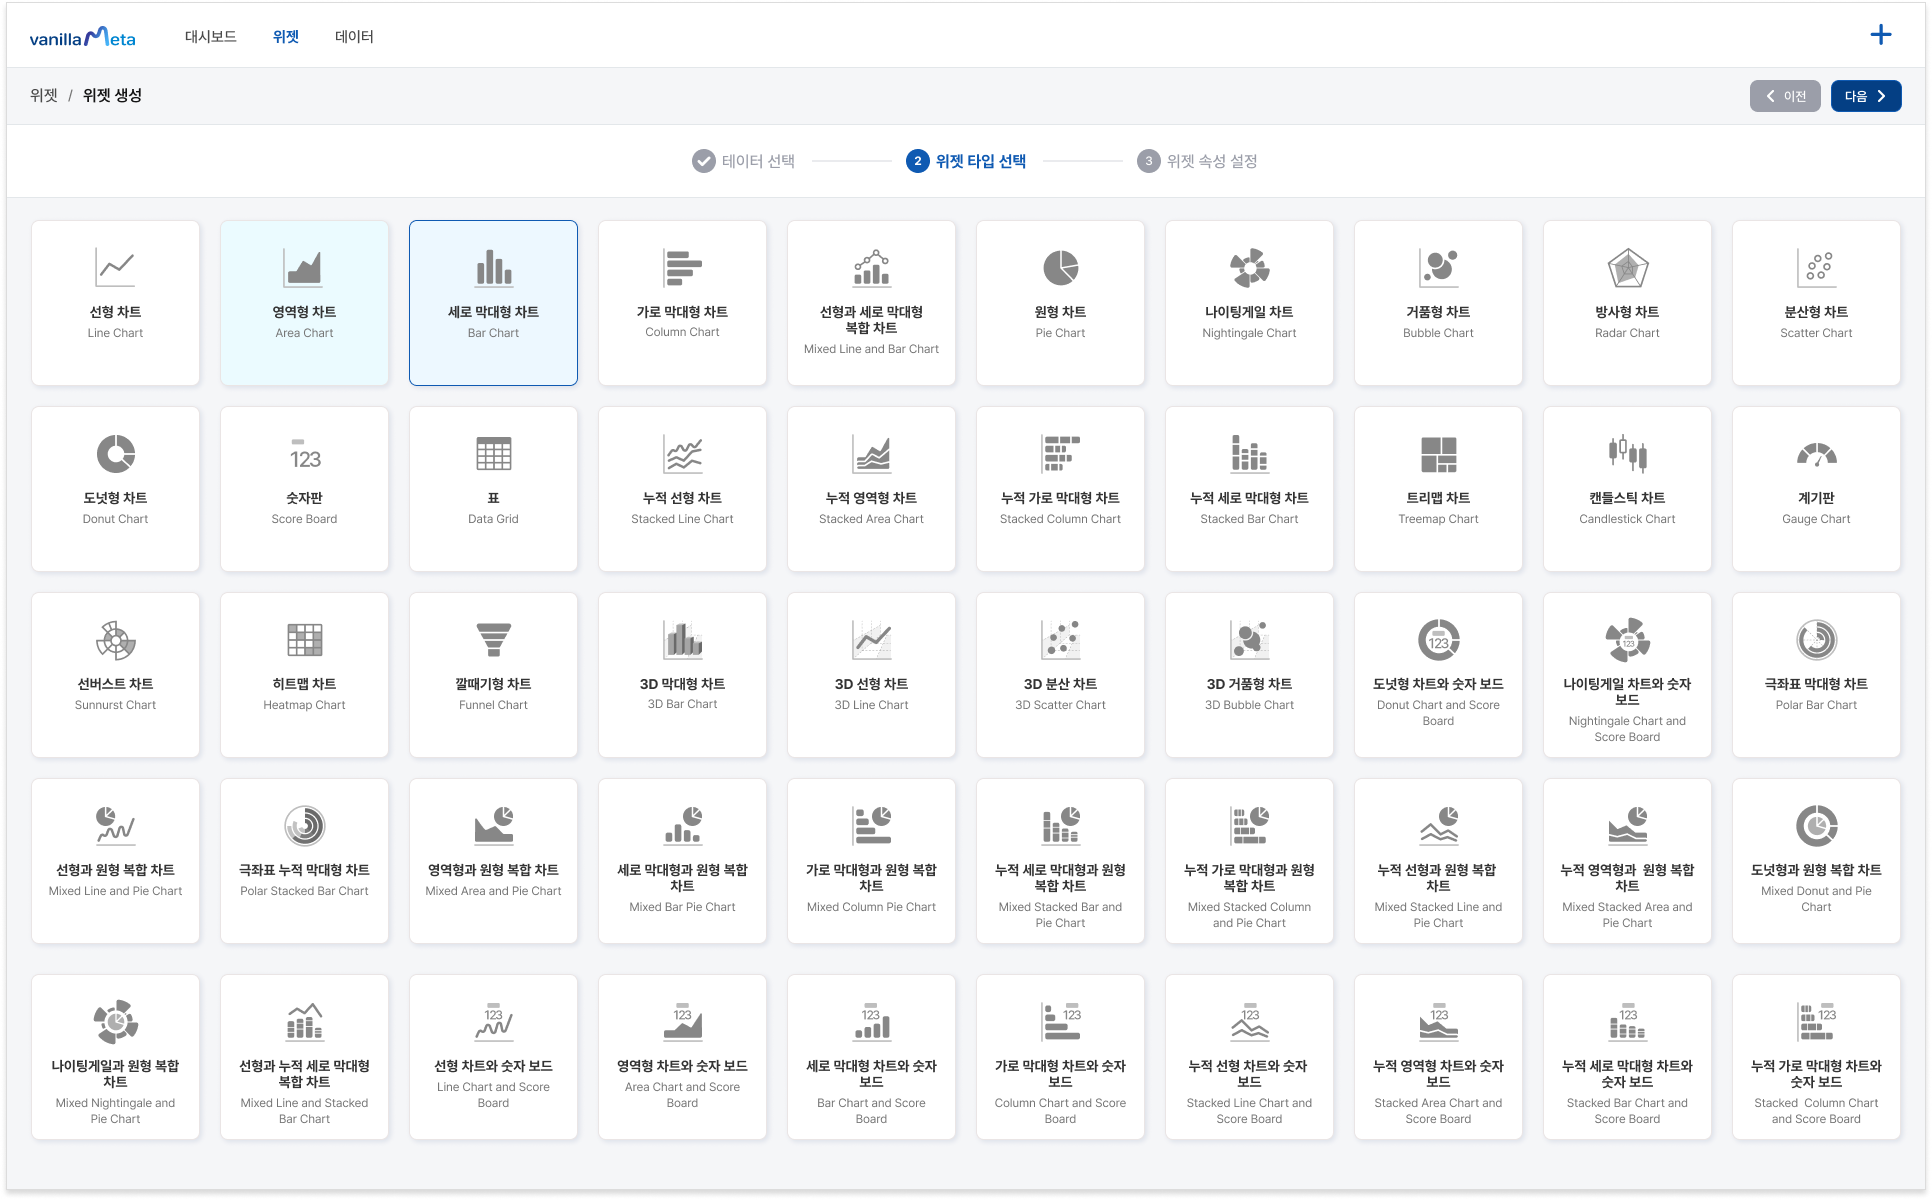 vanilla Meta
대시보드
위젯
데이터
위젯 / 위젯 생성
이전
다음
테이터 선택
2 위젯 타입 선택
3 위젯 속성 설정
선형 차트
Line Chart
영역형 차트
Area Chart
세로 막대형 차트
Bar Chart
가로 막대형 차트
Column Chart
선형과 세로 막대형
복합 차트
Mixed Line and Bar Chart
원형 차트
Pie Chart
나이팅게일 차트
Nightingale Chart
거품형 차트
Bubble Chart
방사형 차트
Radar Chart
분산형 차트
Scatter Chart
도넛형 차트
Donut Chart
123
숫자판
Score Board
표
Data Grid
누적 선형 차트
Stacked Line Chart
누적 영역형 차트
Stacked Area Chart
누적 가로 막대형 차트
Stacked Column Chart
누적 세로 막대형 차트
Stacked Bar Chart
트리맵 차트
Treemap Chart
캔들스틱 차트
Candlestick Chart
계기판
Gauge Chart
선버스트 차트
Sunnurst Chart
히트맵 차트
Heatmap Chart
깔때기형 차트
Funnel Chart
3D 막대형 차트
3D Bar Chart
3D 선형 차트
3D Line Chart
3D 분산 차트
3D Scatter Chart
3D 거품형 차트
3D Bubble Chart
123
도넛형 차트와 숫자 보드
Donut Chart and Score
Board
123
나이팅게일 차트와 숫자
보드
Nightingale Chart and
Score Board
극좌표 막대형 차트
Polar Bar Chart
선형과 원형 복합 차트
Mixed Line and Pie Chart
극좌표 누적 막대형 차트
Polar Stacked Bar Chart
영역형과 원형 복합 차트
Mixed Area and Pie Chart
세로 막대형과 원형 복합
차트
Mixed Bar Pie Chart
가로 막대형과 원형 복합
차트
Mixed Column Pie Chart
누적 세로 막대형과 원형
복합 차트
Mixed Stacked Bar and
Pie Chart
누적 가로 막대형과 원형
복합 차트
Mixed Stacked Column
and Pie Chart
누적 선형과 원형 복합
차트
Mixed Stacked Line and
Pie Chart
누적 영역형과 원형 복합
차트
Mixed Stacked Area and
Pie Chart
도넛형과 원형 복합 차트
Mixed Donut and Pie
Chart
나이팅게일과 원형 복합
차트
Mixed Nightingale and
Pie Chart
선형과 누적 세로 막대형
복합 차트
Mixed Line and Stacked
Bar Chart
123
선형 차트와 숫자 보드
Line Chart and Score
Board
123
영역형 차트와 숫자 보드
Area Chart and Score
Board
123
세로 막대형 차트와 숫자
보드
Bar Chart and Score
Board
123
가로 막대형 차트와 숫자
보드
Column Chart and Score
Board
123
누적 선형 차트와 숫자
보드
Stacked Line Chart and
Score Board
123
누적 영역형 차트와 숫자
보드
Stacked Area Chart and
Score Board
123
누적 세로 막대형 차트와
숫자 보드
Stacked Bar Chart and
Score Board
123
누적 가로 막대형 차트와
숫자 보드
Stacked Column Chart
and Score Board